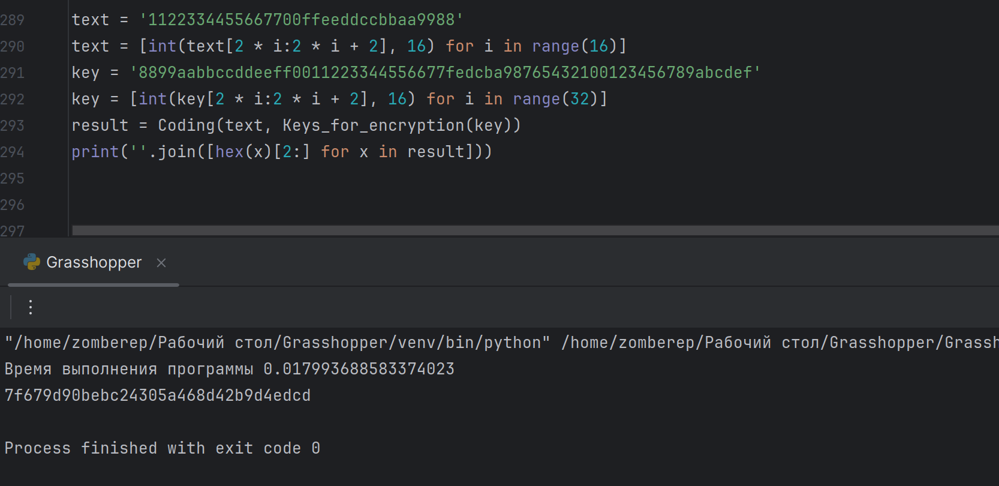 289 text = '1122334455667700ffeeddccbbaa9988'
290 text = [int(text[2 * i:2 * i + 2], 16) for i in range(16)]
291 key = '8899aabbccddeeff0011223344556677fedcba98765432100123456789abcdef'
292 key = [int(key[2 * i:2 * i + 2], 16) for i in range(32)]
293 result = Coding(text, Keys_for_encryption(key))
294 print(''.join([hex(x)[2:] for x in result]))
295
296
297
Grasshopper
"/home/zomberep/Рабочий стол/Grasshopper/venv/bin/python" /home/zomberep/Рабочий стол/Grasshopper/Grassh
Время выполнения программы 0.017993688583374023
7f679d90bebc24305a468d42b9d4edcd
Process finished with exit code 0